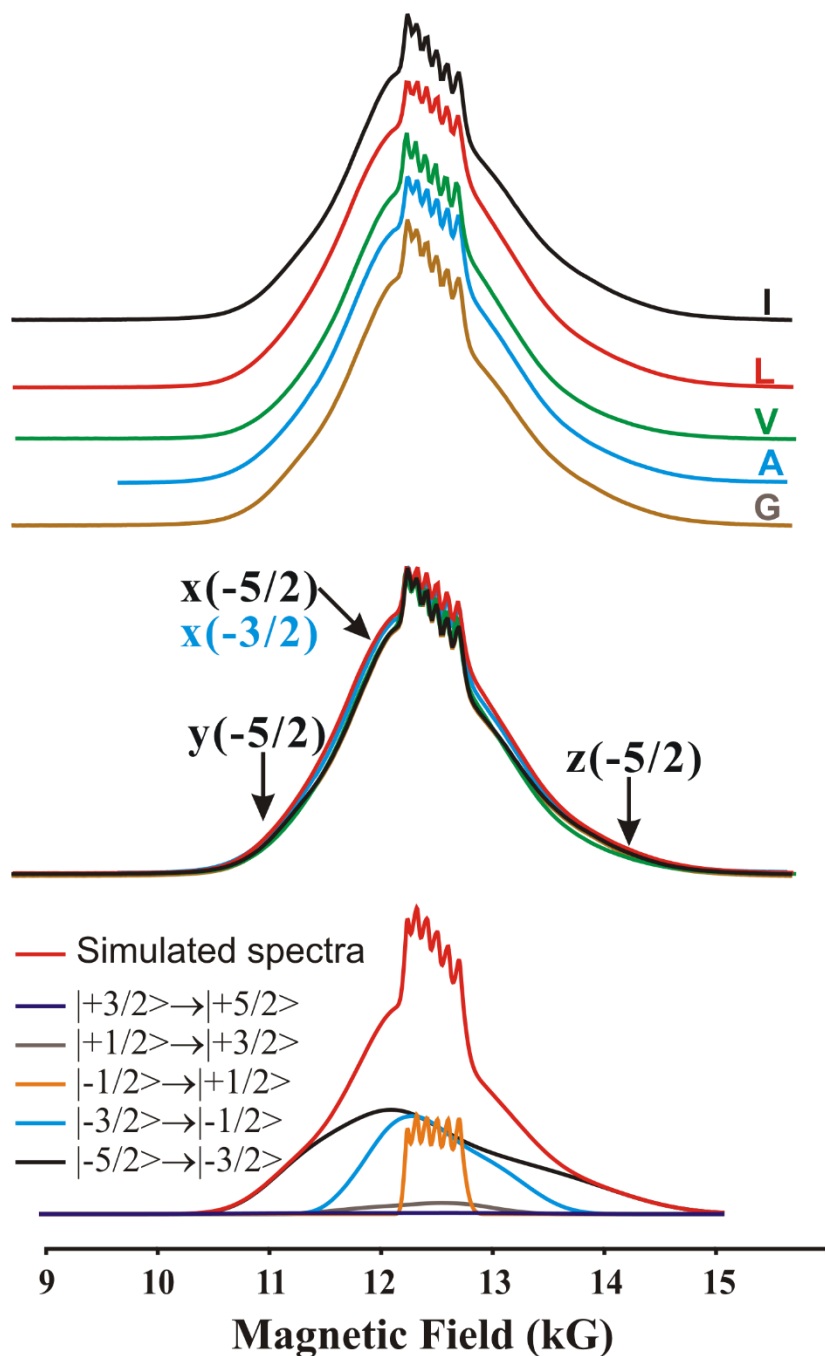 I
L
V
A
G
x(-5/2)
x(-3/2)
y(-5/2)
z(-5/2)
Simulated spectra
|+3/2>→|+5/2>
|+1/2>→|+3/2>
|-1/2>→|+1/2>
|-3/2>→|-1/2>
|-5/2>→|-3/2>
9 10 11 12 13 14 15
Magnetic Field (kG)